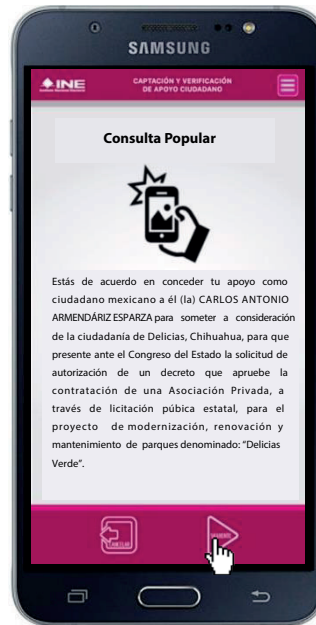 SAMSUNG
INE
CAPTACIÓN Y VERIFICACIÓN
DE APOYO CIUDADANO
Consulta Popular
Estás de acuerdo en conceder tu apoyo como
ciudadano mexicano a él (la) CARLOS ANTONIO
ARMENDÁRIZ ESPARZA para someter a consideración
de la ciudadanía de Delicias, Chihuahua, para que
presente ante el Congreso del Estado la solicitud de
autorización de un decreto que apruebe la
contratación de una Asociación Privada, a
través de licitación púbica estatal, para el
proyecto de modernización, renovación y
mantenimiento de parques denominado: “Delicias
Verde”.
CANCELAR
SIGUIENTE